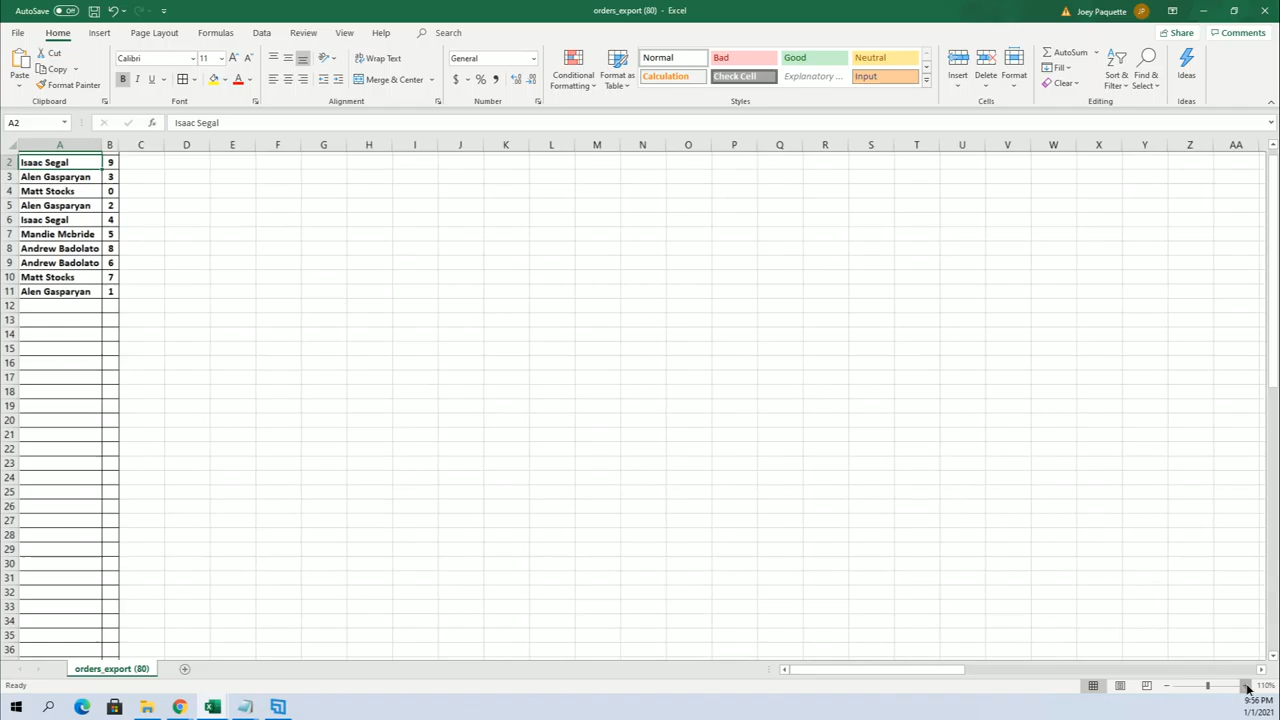 AutoSave Off orders_export (80) - Excel Joey Paquette JP
File Home Insert Page Layout Formulas Data Review View Help Search Share Comments
Paste Cut Copy Format Painter Clipboard
Calibri 11 B I U A Font
Wrap Text Merge & Center Alignment
General $ % , Number
Conditional Formatting Format as Table
Normal Bad Good Neutral
Calculation Check Cell Explanatory ... Input
Styles
Insert Delete Format Cells
AutoSum Fill Clear Sort & Filter Find & Select Editing
Ideas Ideas
A2 fx Isaac Segal
A B C D E F G H I J K L M N O P Q R S T U V W X Y Z AA
2 Isaac Segal 9
3 Alen Gasparyan 3
4 Matt Stocks 0
5 Alen Gasparyan 2
6 Isaac Segal 4
7 Mandie Mcbride 5
8 Andrew Badolato 8
9 Andrew Badolato 6
10 Matt Stocks 7
11 Alen Gasparyan 1
12
13
14
15
16
17
18
19
20
21
22
23
24
25
26
27
28
29
30
31
32
33
34
35
36
orders_export (80)
Ready 110%
9:56 PM
1/1/2021